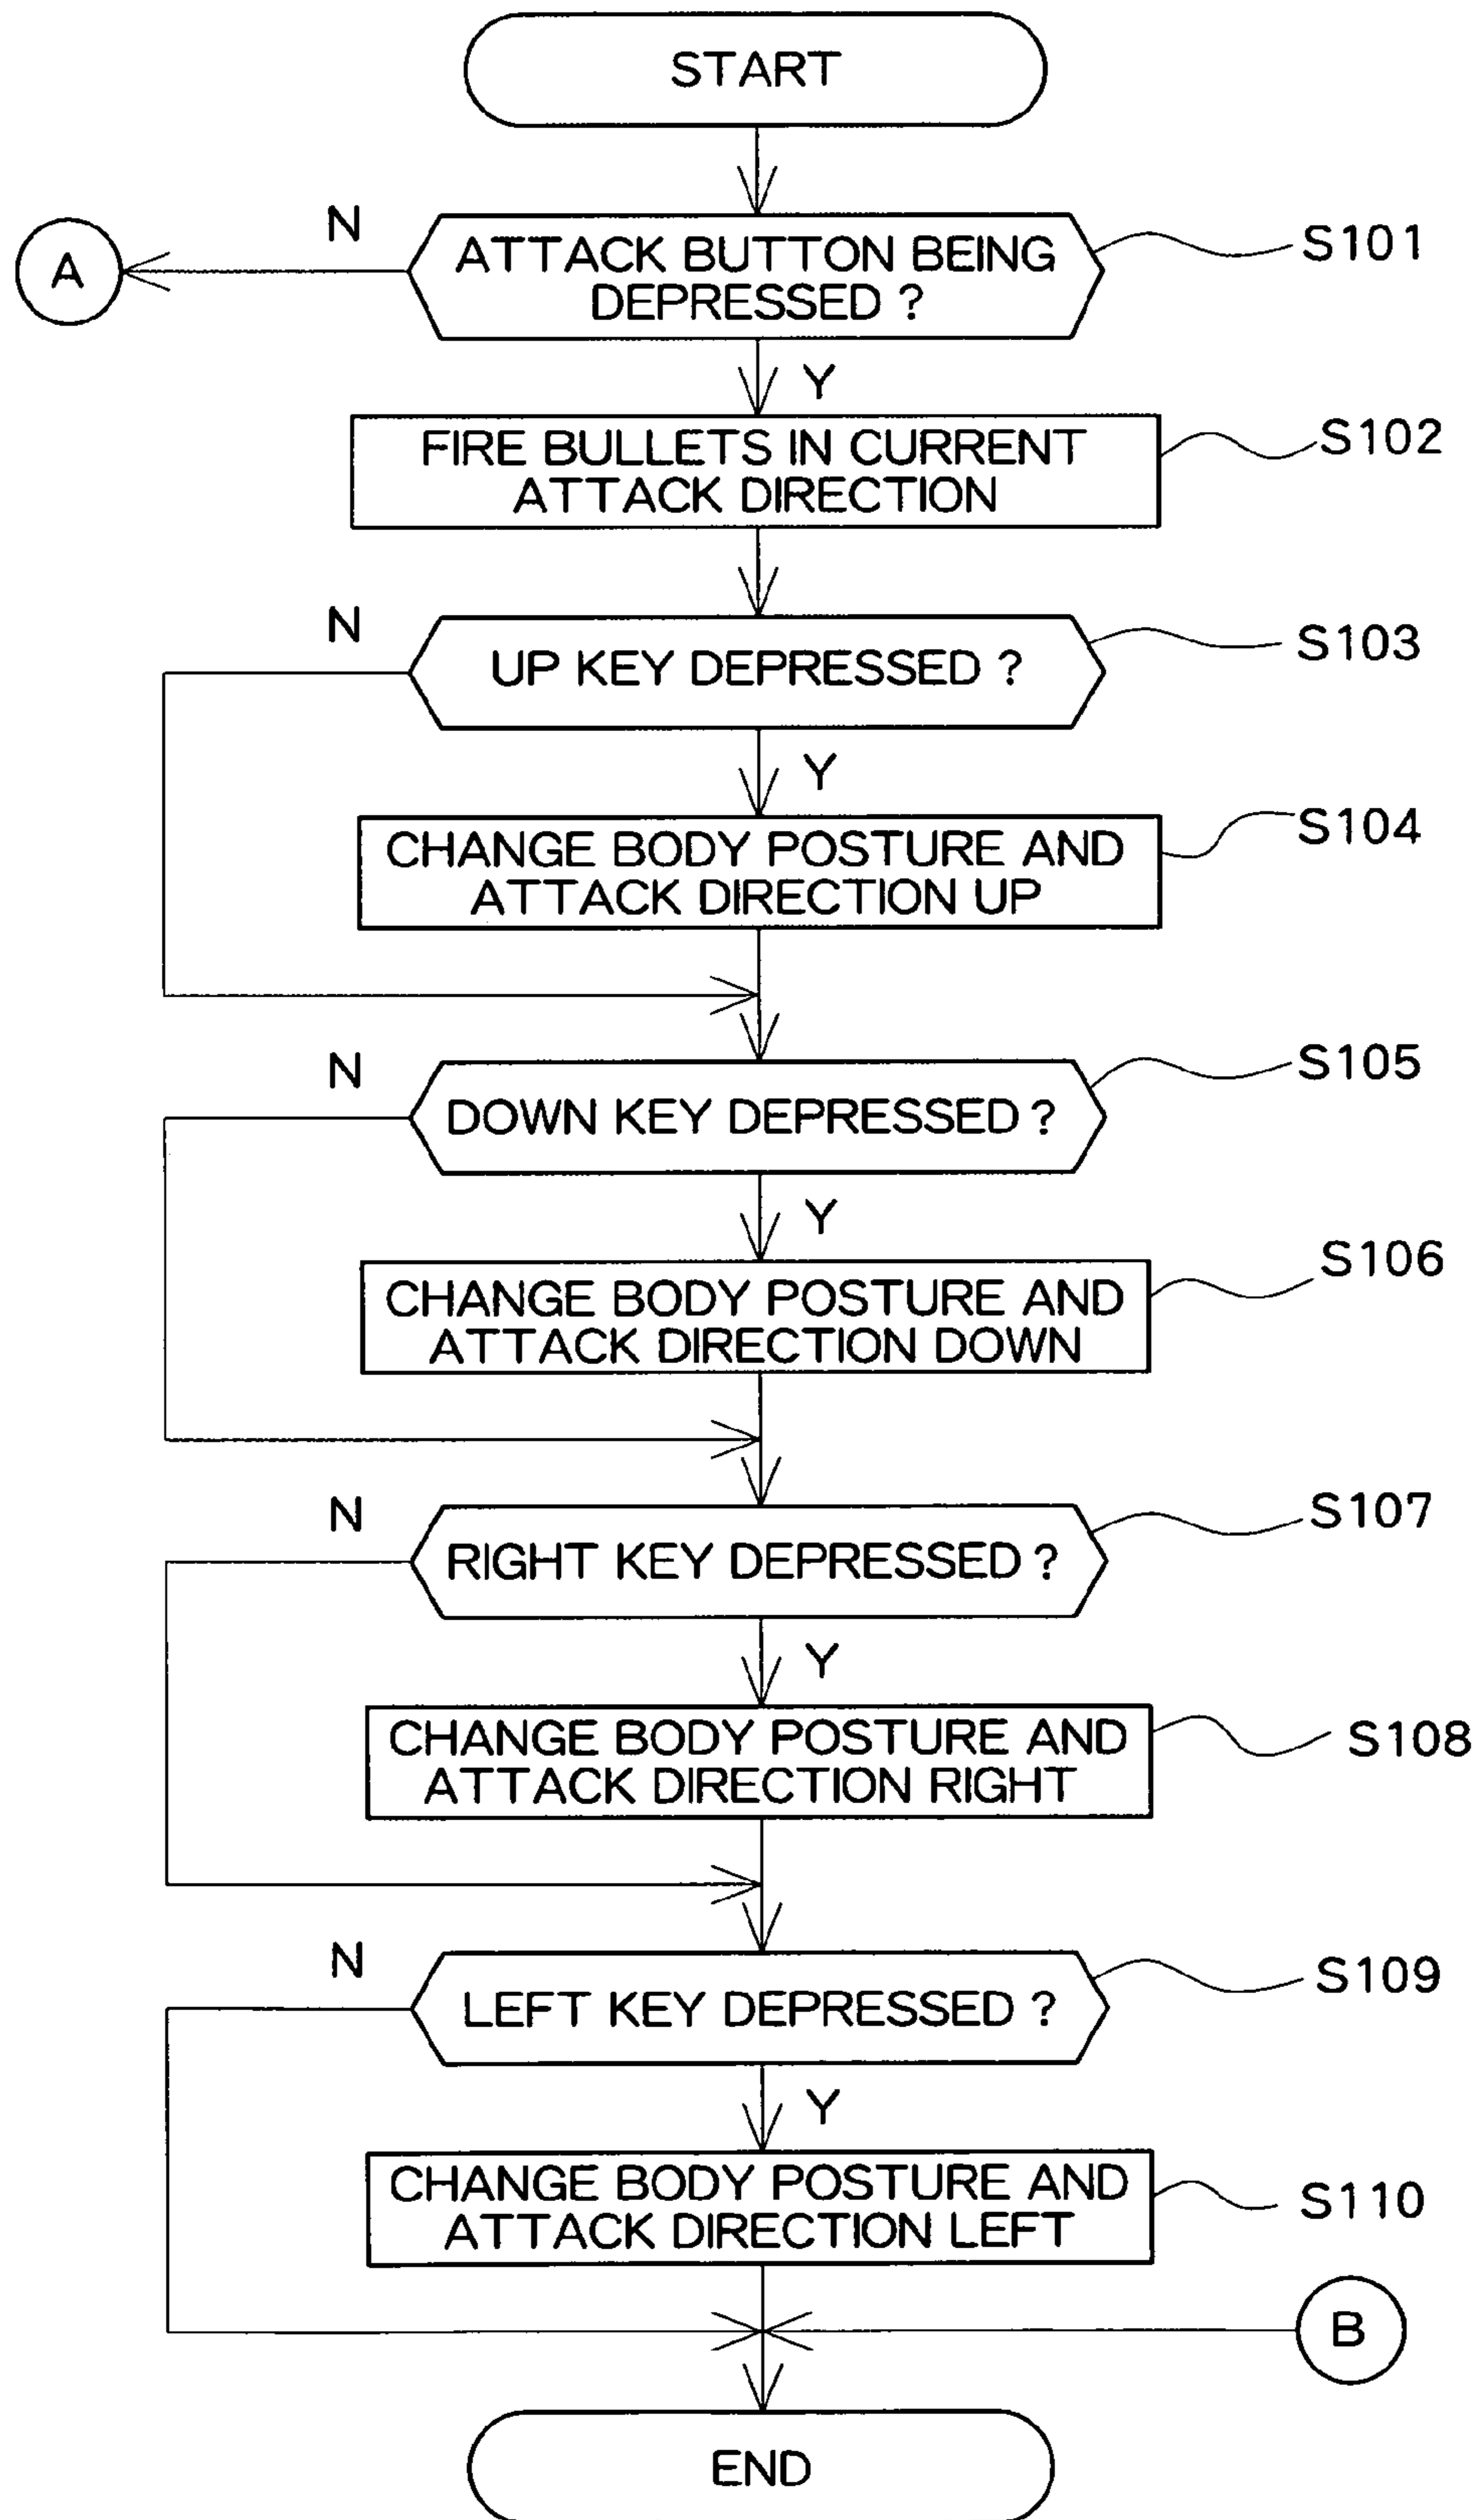 START
N
A
ATTACK BUTTON BEING
DEPRESSED ?
S101
Y
FIRE BULLETS IN CURRENT
ATTACK DIRECTION
S102
N
UP KEY DEPRESSED ?
S103
Y
CHANGE BODY POSTURE AND
ATTACK DIRECTION UP
S104
N
DOWN KEY DEPRESSED ?
S105
Y
CHANGE BODY POSTURE AND
ATTACK DIRECTION DOWN
S106
N
RIGHT KEY DEPRESSED ?
S107
Y
CHANGE BODY POSTURE AND
ATTACK DIRECTION RIGHT
S108
N
LEFT KEY DEPRESSED ?
S109
Y
CHANGE BODY POSTURE AND
ATTACK DIRECTION LEFT
S110
B
END